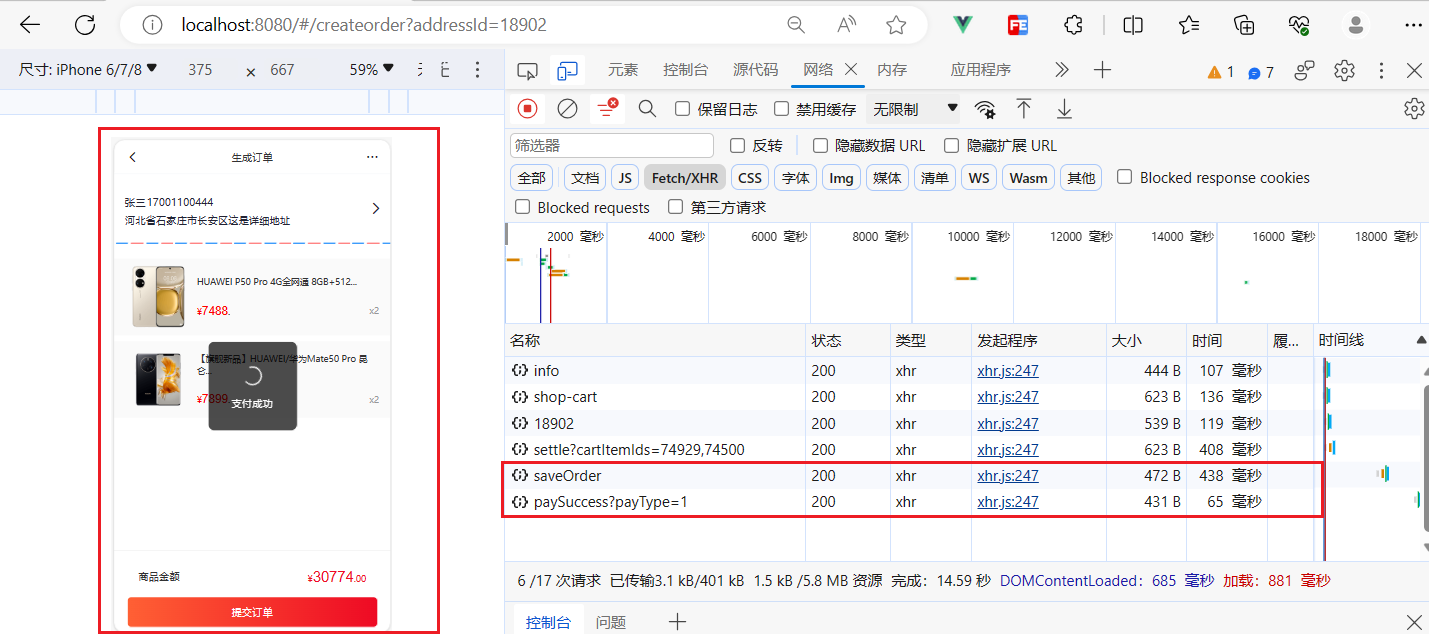 localhost:8080/#/createorder?addressId=18902
尺寸: iPhone 6/7/8 375 × 667 59%
元素 控制台 源代码 网络 内存 应用程序 1 7
保留日志 禁用缓存 无限制
筛选器 反转 隐藏数据 URL 隐藏扩展 URL
全部 文档 JS Fetch/XHR CSS 字体 Img 媒体 清单 WS Wasm 其他 Blocked response cookies
Blocked requests 第三方请求
2000 毫秒 4000 毫秒 6000 毫秒 8000 毫秒 10000 毫秒 12000 毫秒 14000 毫秒 16000 毫秒 18000 毫秒
名称 状态 类型 发起程序 大小 时间 履... 时间线
info 200 xhr xhr.js:247 444 B 107 毫秒
shop-cart 200 xhr xhr.js:247 623 B 136 毫秒
18902 200 xhr xhr.js:247 539 B 119 毫秒
settle?cartItemIds=74929,74500 200 xhr xhr.js:247 623 B 408 毫秒
saveOrder 200 xhr xhr.js:247 472 B 438 毫秒
paySuccess?payType=1 200 xhr xhr.js:247 431 B 65 毫秒
6 /17 次请求 已传输3.1 kB/401 kB 1.5 kB /5.8 MB 资源 完成: 14.59 秒 DOMContentLoaded: 685 毫秒 加载: 881 毫秒
控制台 问题
生成订单
张三17001100444
河北省石家庄市长安区这是详细地址
HUAWEI P50 Pro 4G全网通 8GB+512...
¥7488. x2
【旗舰新品】HUAWEI/华为Mate50 Pro 昆
仑...
¥7899. x2
支付成功
商品金额 ¥30774.00
提交订单